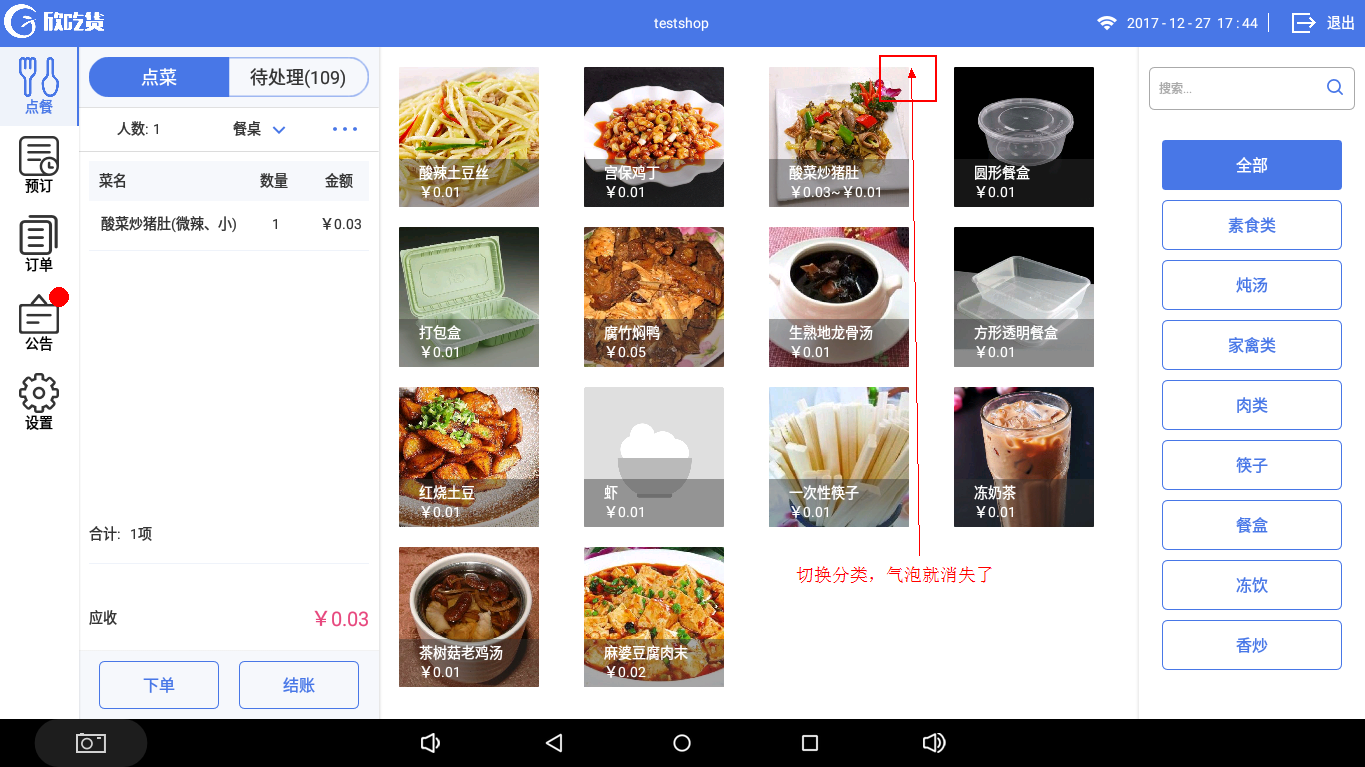 欣吃货
testshop
2017-12-27 17:44
退出
点餐
预订
订单
公告
设置
点菜
待处理(109)
人数: 1
餐桌
菜名 数量 金额
酸菜炒猪肚(微辣、小) 1 ￥0.03
合计: 1项
应收
￥0.03
下单
结账
酸辣土豆丝
￥0.01
宫保鸡丁
￥0.01
酸菜炒猪肚
￥0.03~￥0.01
圆形餐盒
￥0.01
打包盒
￥0.01
腐竹焖鸭
￥0.05
生熟地龙骨汤
￥0.01
方形透明餐盒
￥0.01
红烧土豆
￥0.01
虾
￥0.01
一次性筷子
￥0.01
冻奶茶
￥0.01
茶树菇老鸡汤
￥0.01
麻婆豆腐肉末
￥0.02
切换分类，气泡就消失了
搜索...
全部
素食类
炖汤
家禽类
肉类
筷子
餐盒
冻饮
香炒